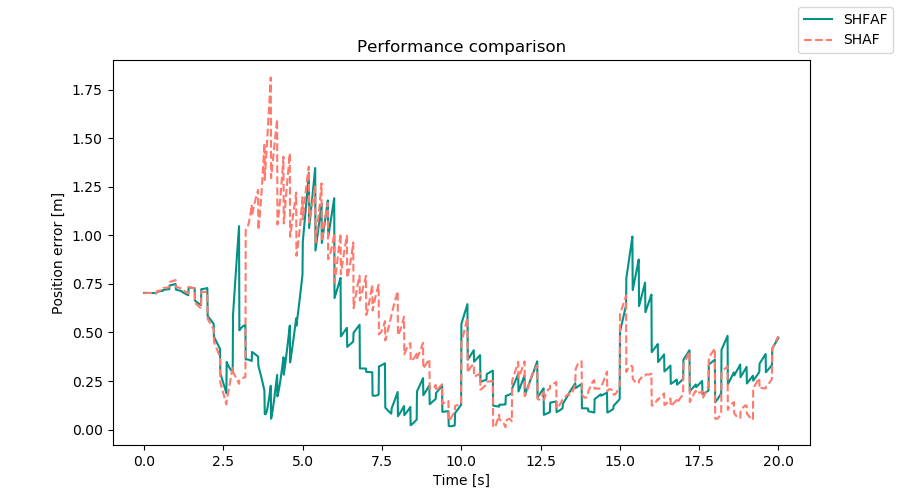 SHFAF
SHAF
Performance comparison
Position error [m]
1.75
1.50
1.25
1.00
0.75
0.50
0.25
0.00
0.0 2.5 5.0 7.5 10.0 12.5 15.0 17.5 20.0
Time [s]